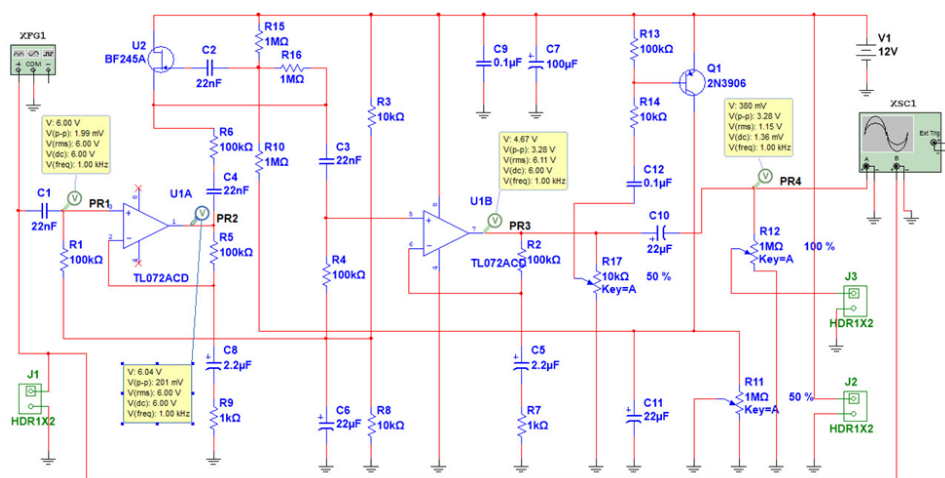 XFG1
COM
U2
BF245A
C2
22nF
R15
1MΩ
R16
1MΩ
R3
10kΩ
C9
0.1µF
C7
100µF
R13
100kΩ
Q1
2N3906
V1
12V
XSC1
Ext Trig
A
B
V: 6.00 V
V(p-p): 1.99 mV
V(rms): 6.00 V
V(dc): 6.00 V
V(freq): 1.00 kHz
R6
100kΩ
R10
1MΩ
C3
22nF
V: 4.67 V
V(p-p): 3.28 V
V(rms): 6.11 V
V(dc): 6.00 V
V(freq): 1.00 kHz
R14
10kΩ
V: 380 mV
V(p-p): 3.28 V
V(rms): 1.15 V
V(dc): 1.36 mV
V(freq): 1.00 kHz
C1
22nF
PR1
U1A
C4
22nF
PR2
TL072ACD
R1
100kΩ
R5
100kΩ
R4
100kΩ
U1B
PR3
TL072ACD
R2
100kΩ
C12
0.1µF
C10
22µF
R17
10kΩ
Key=A
50 %
PR4
R12
1MΩ
Key=A
100 %
J3
HDR1X2
V: 6.04 V
V(p-p): 201 mV
V(rms): 6.00 V
V(dc): 6.00 V
V(freq): 1.00 kHz
C8
2.2µF
R9
1kΩ
C6
22µF
R8
10kΩ
C5
2.2µF
R7
1kΩ
C11
22µF
R11
1MΩ
Key=A
50 %
J2
HDR1X2
J1
HDR1X2